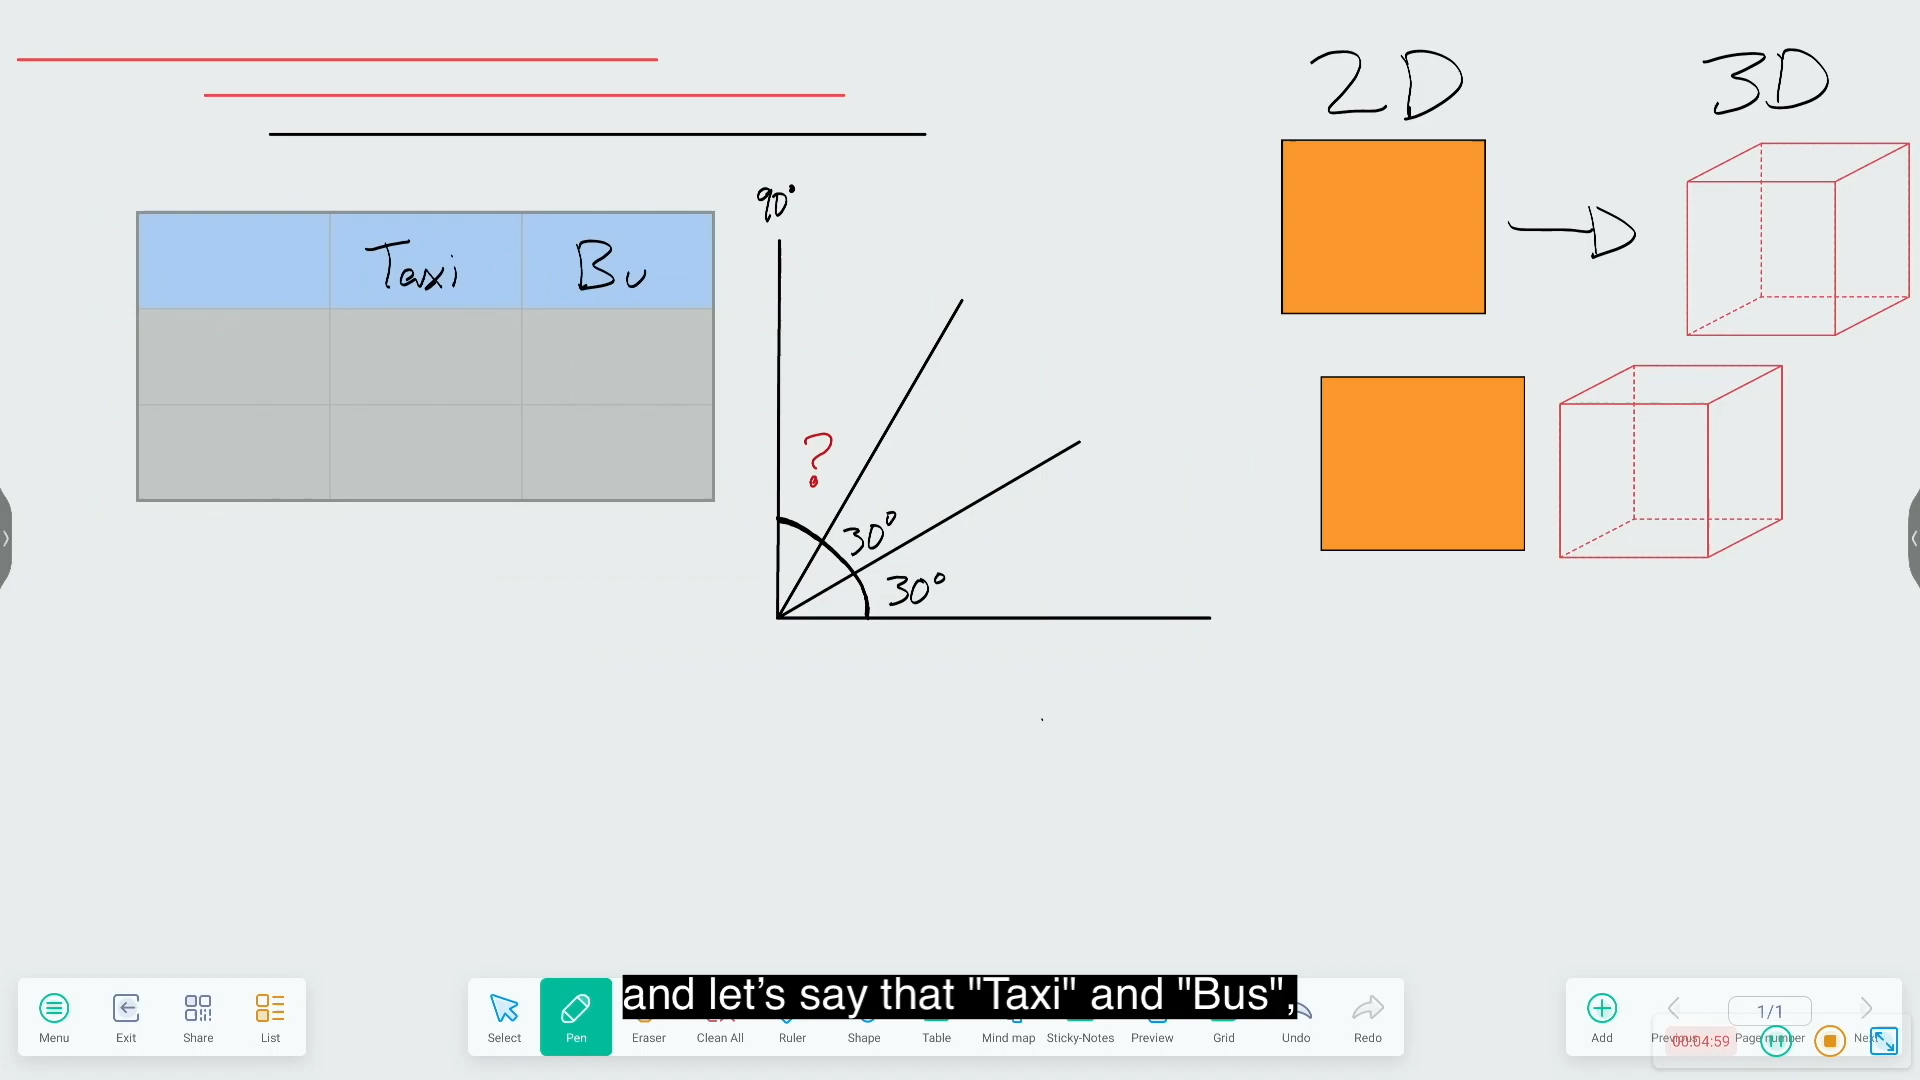 2D
3D
90°
Taxi
Bu
?
30°
30°
and let’s say that "Taxi" and "Bus",
Menu
Exit
Share
List
Select
Pen
Eraser
Clean All
Ruler
Shape
Table
Mind map
Sticky-Notes
Preview
Grid
Undo
Redo
Add
1/1
Page number
00:04:59